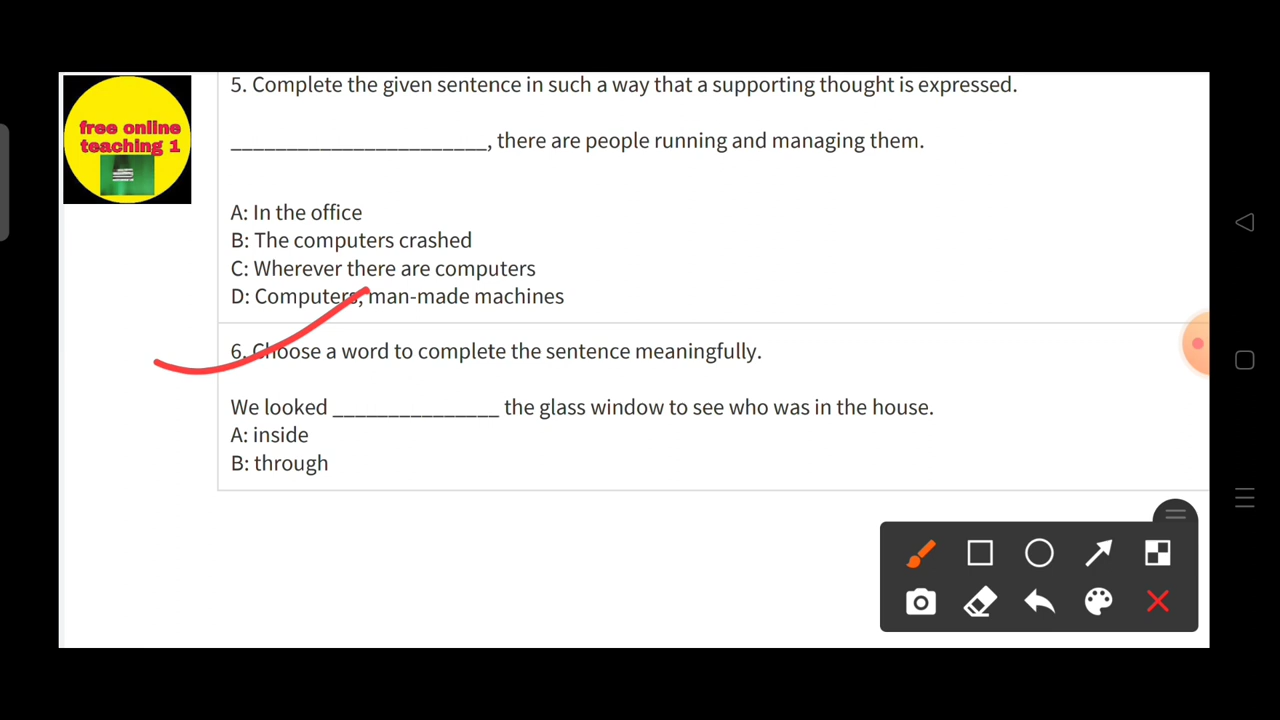 free online
teaching 1
5. Complete the given sentence in such a way that a supporting thought is expressed.
_______________________, there are people running and managing them.
A: In the office
B: The computers crashed
C: Wherever there are computers
D: Computers, man-made machines
6. Choose a word to complete the sentence meaningfully.
We looked _______________ the glass window to see who was in the house.
A: inside
B: through